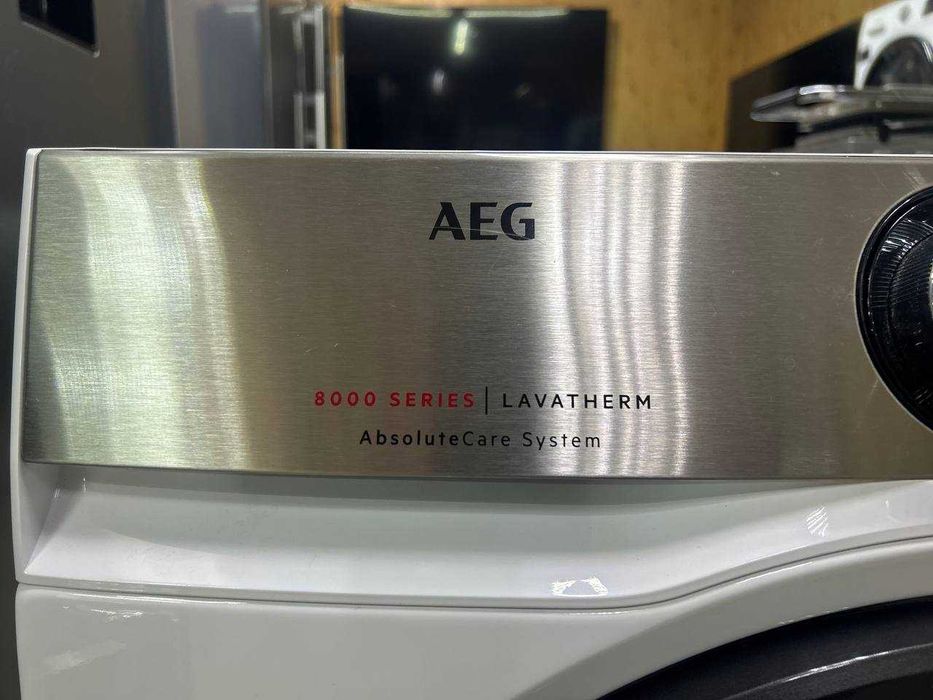 AEG
8000 SERIES | LAVATHERM
AbsoluteCare System